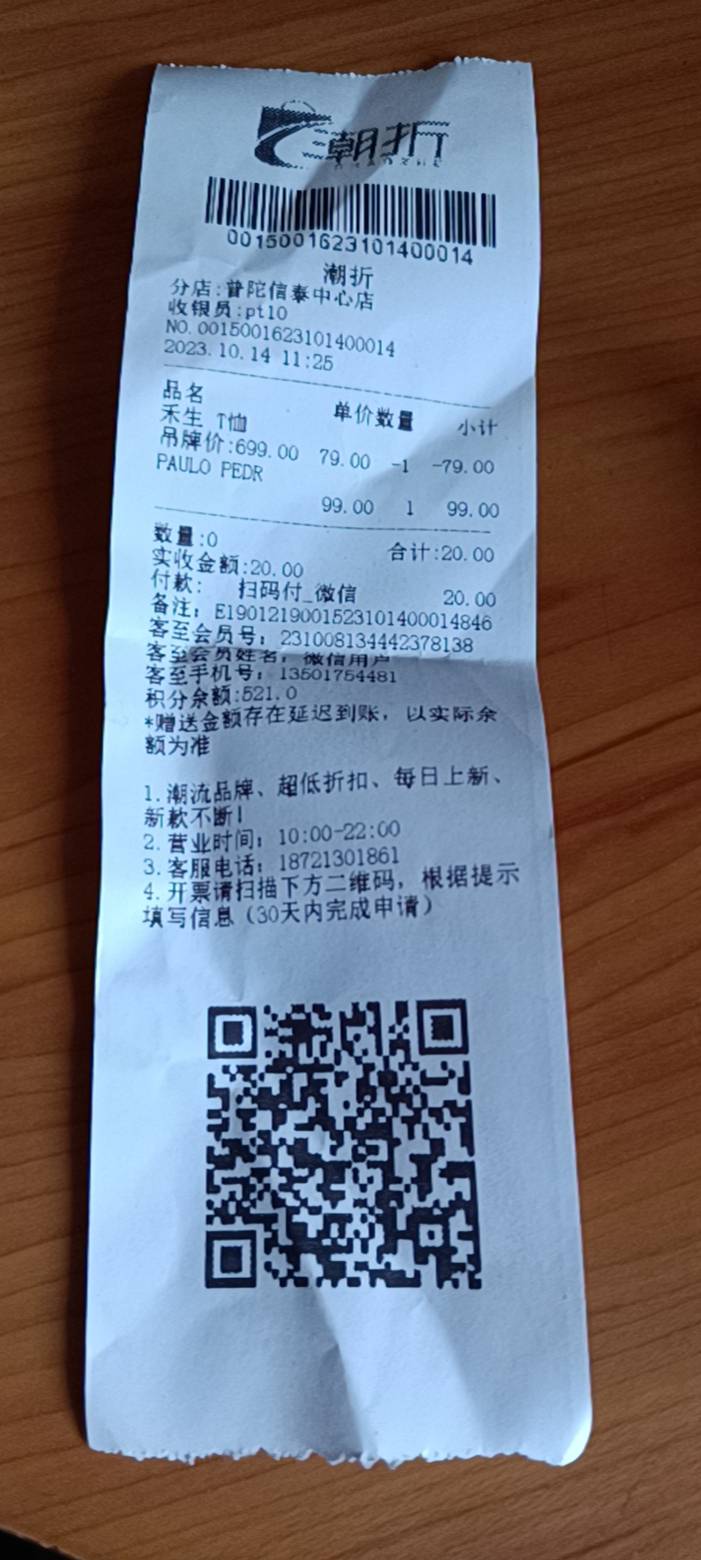 潮折
CHAOZHE
0015001623101400014
潮折
分店:普陀信泰中心店
收银员:pt10
NO.0015001623101400014
2023.10.14 11:25
品名 单价数量 小计
禾生 T恤
吊牌价:699.00 79.00 -1 -79.00
PAULO PEDR
99.00 1 99.00
数量:0 合计:20.00
实收金额:20.00
付款: 扫码付_微信 20.00
备注: E1901219001523101400014846
客至会员号: 231008134442378138
客至会员姓名: 微信用户
客至手机号: 13501754481
积分余额:521.0
*赠送金额存在延迟到账, 以实际余
额为准
1. 潮流品牌、超低折扣、每日上新、
新款不断!
2. 营业时间: 10:00-22:00
3. 客服电话: 18721301861
4. 开票请扫描下方二维码, 根据提示
填写信息 (30天内完成申请)